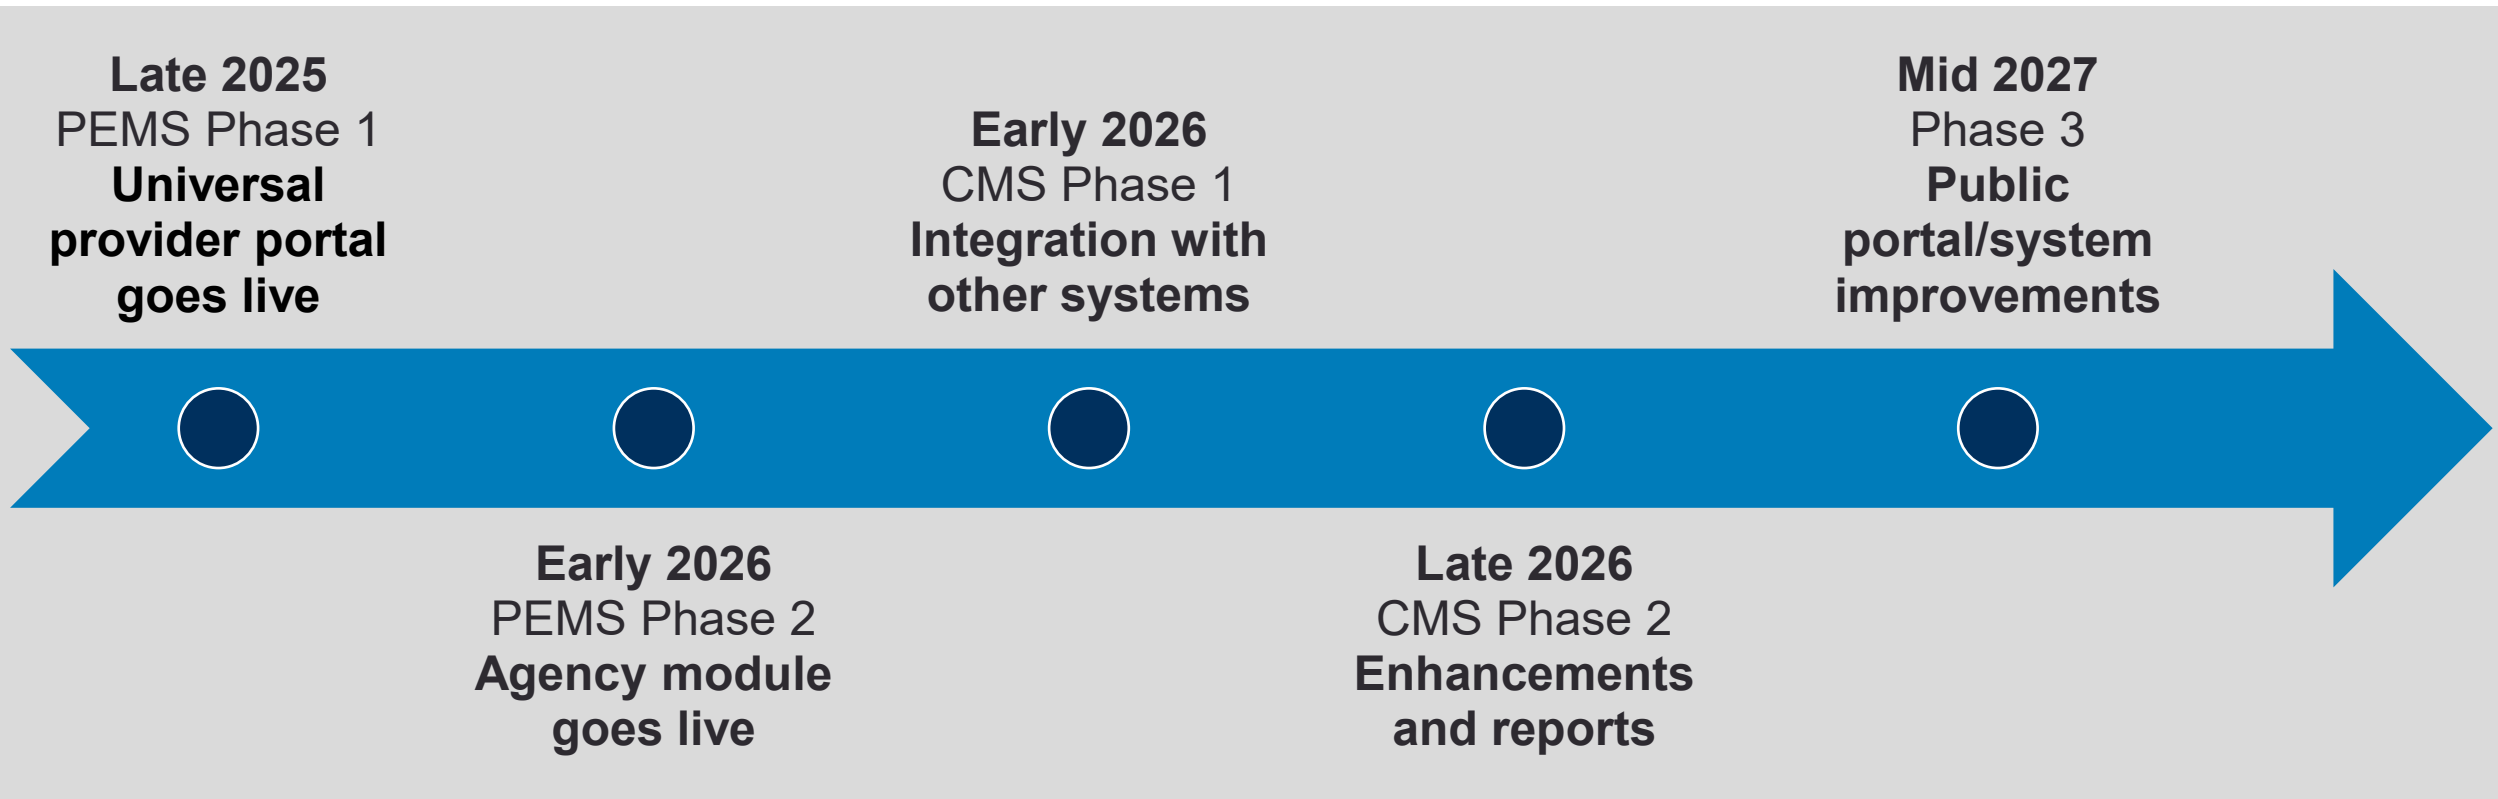 Late 2025
PEMS Phase 1
Universal
provider portal
goes live
Early 2026
PEMS Phase 2
Agency module
goes live
Early 2026
CMS Phase 1
Integration with
other systems
Late 2026
CMS Phase 2
Enhancements
and reports
Mid 2027
Phase 3
Public
portal/system
improvements